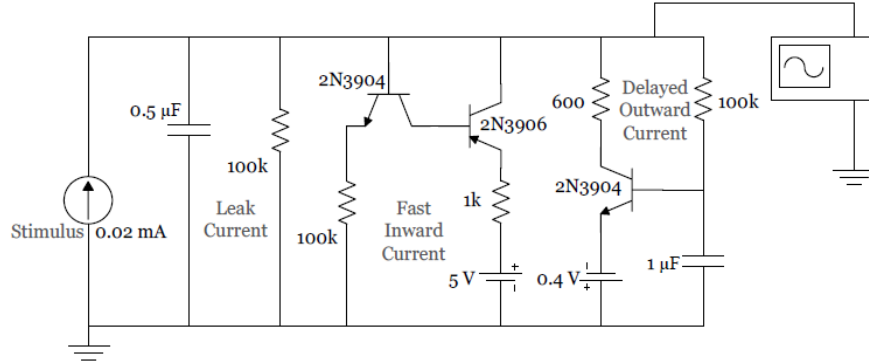 2N3904
0.5 µF
100k
Leak
Current
Stimulus
0.02 mA
100k
2N3906
1k
Fast
Inward
Current
5 V
+
-
600
Delayed
Outward
Current
100k
2N3904
0.4 V
-
+
1 µF